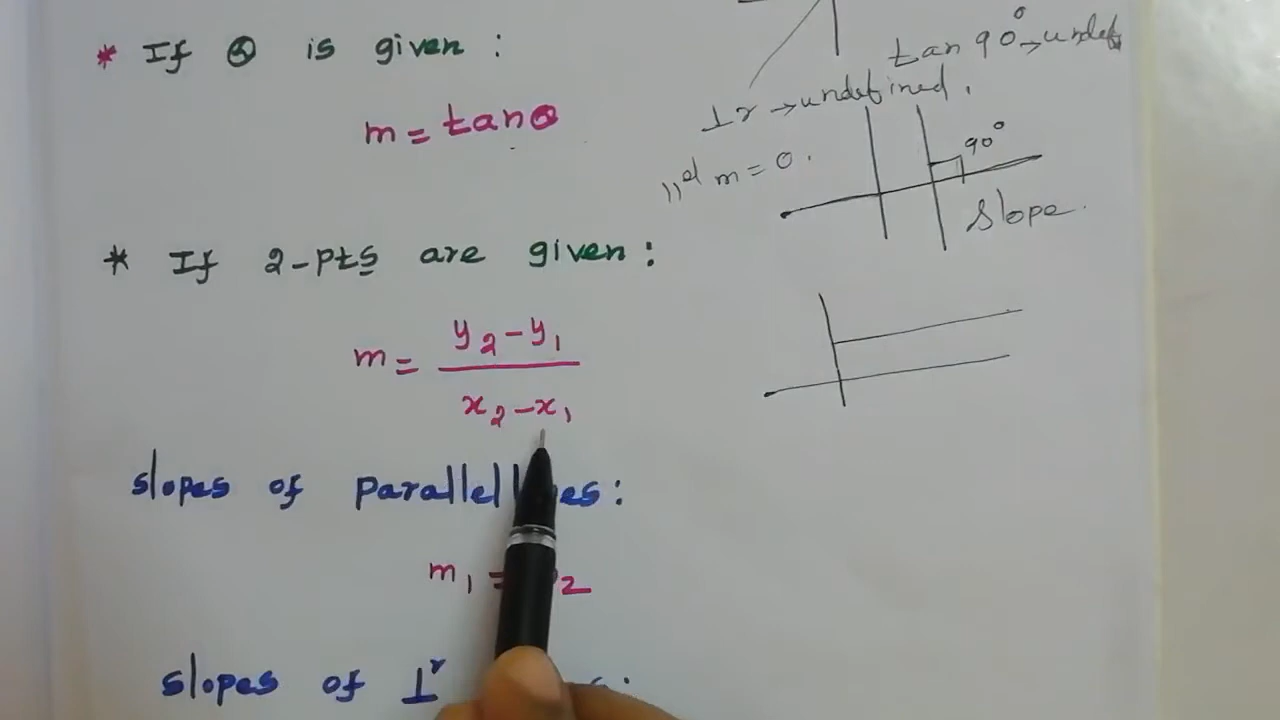 * If θ is given :
m = tanθ
* If 2-pts are given :
m = y₂-y₁
x₂-x₁
slopes of parallel :
m₁ = 2
slopes of ⊥r :
tan 90° → undef
⊥r → undefined.
||el m = 0.
90°
slope.